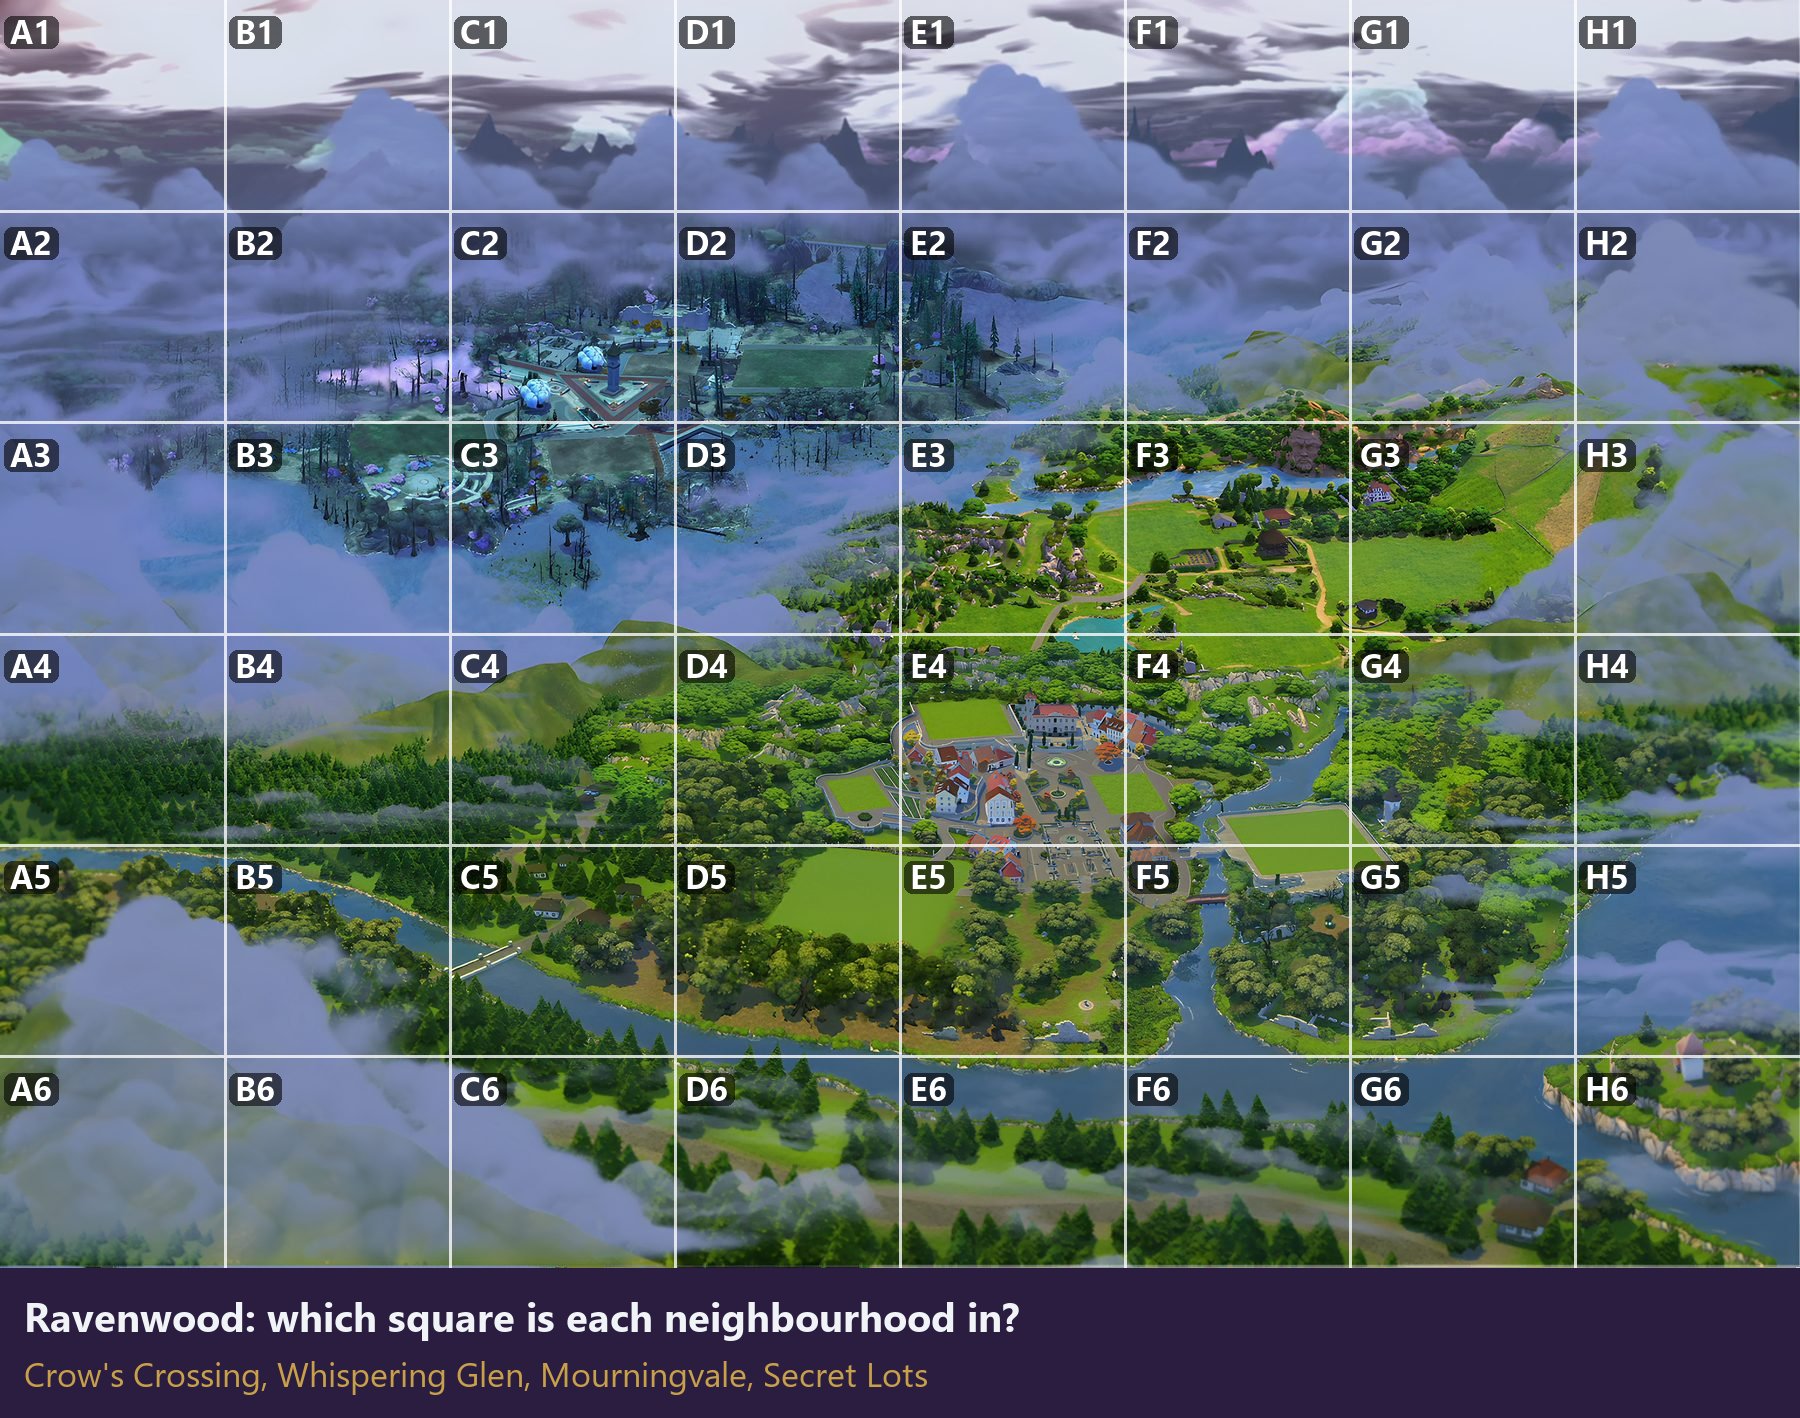 A1 B1 C1 D1 E1 F1 G1 H1
A2 B2 C2 D2 E2 F2 G2 H2
A3 B3 C3 D3 E3 F3 G3 H3
A4 B4 C4 D4 E4 F4 G4 H4
A5 B5 C5 D5 E5 F5 G5 H5
A6 B6 C6 D6 E6 F6 G6 H6
Ravenwood: which square is each neighbourhood in?
Crow's Crossing, Whispering Glen, Mourningvale, Secret Lots